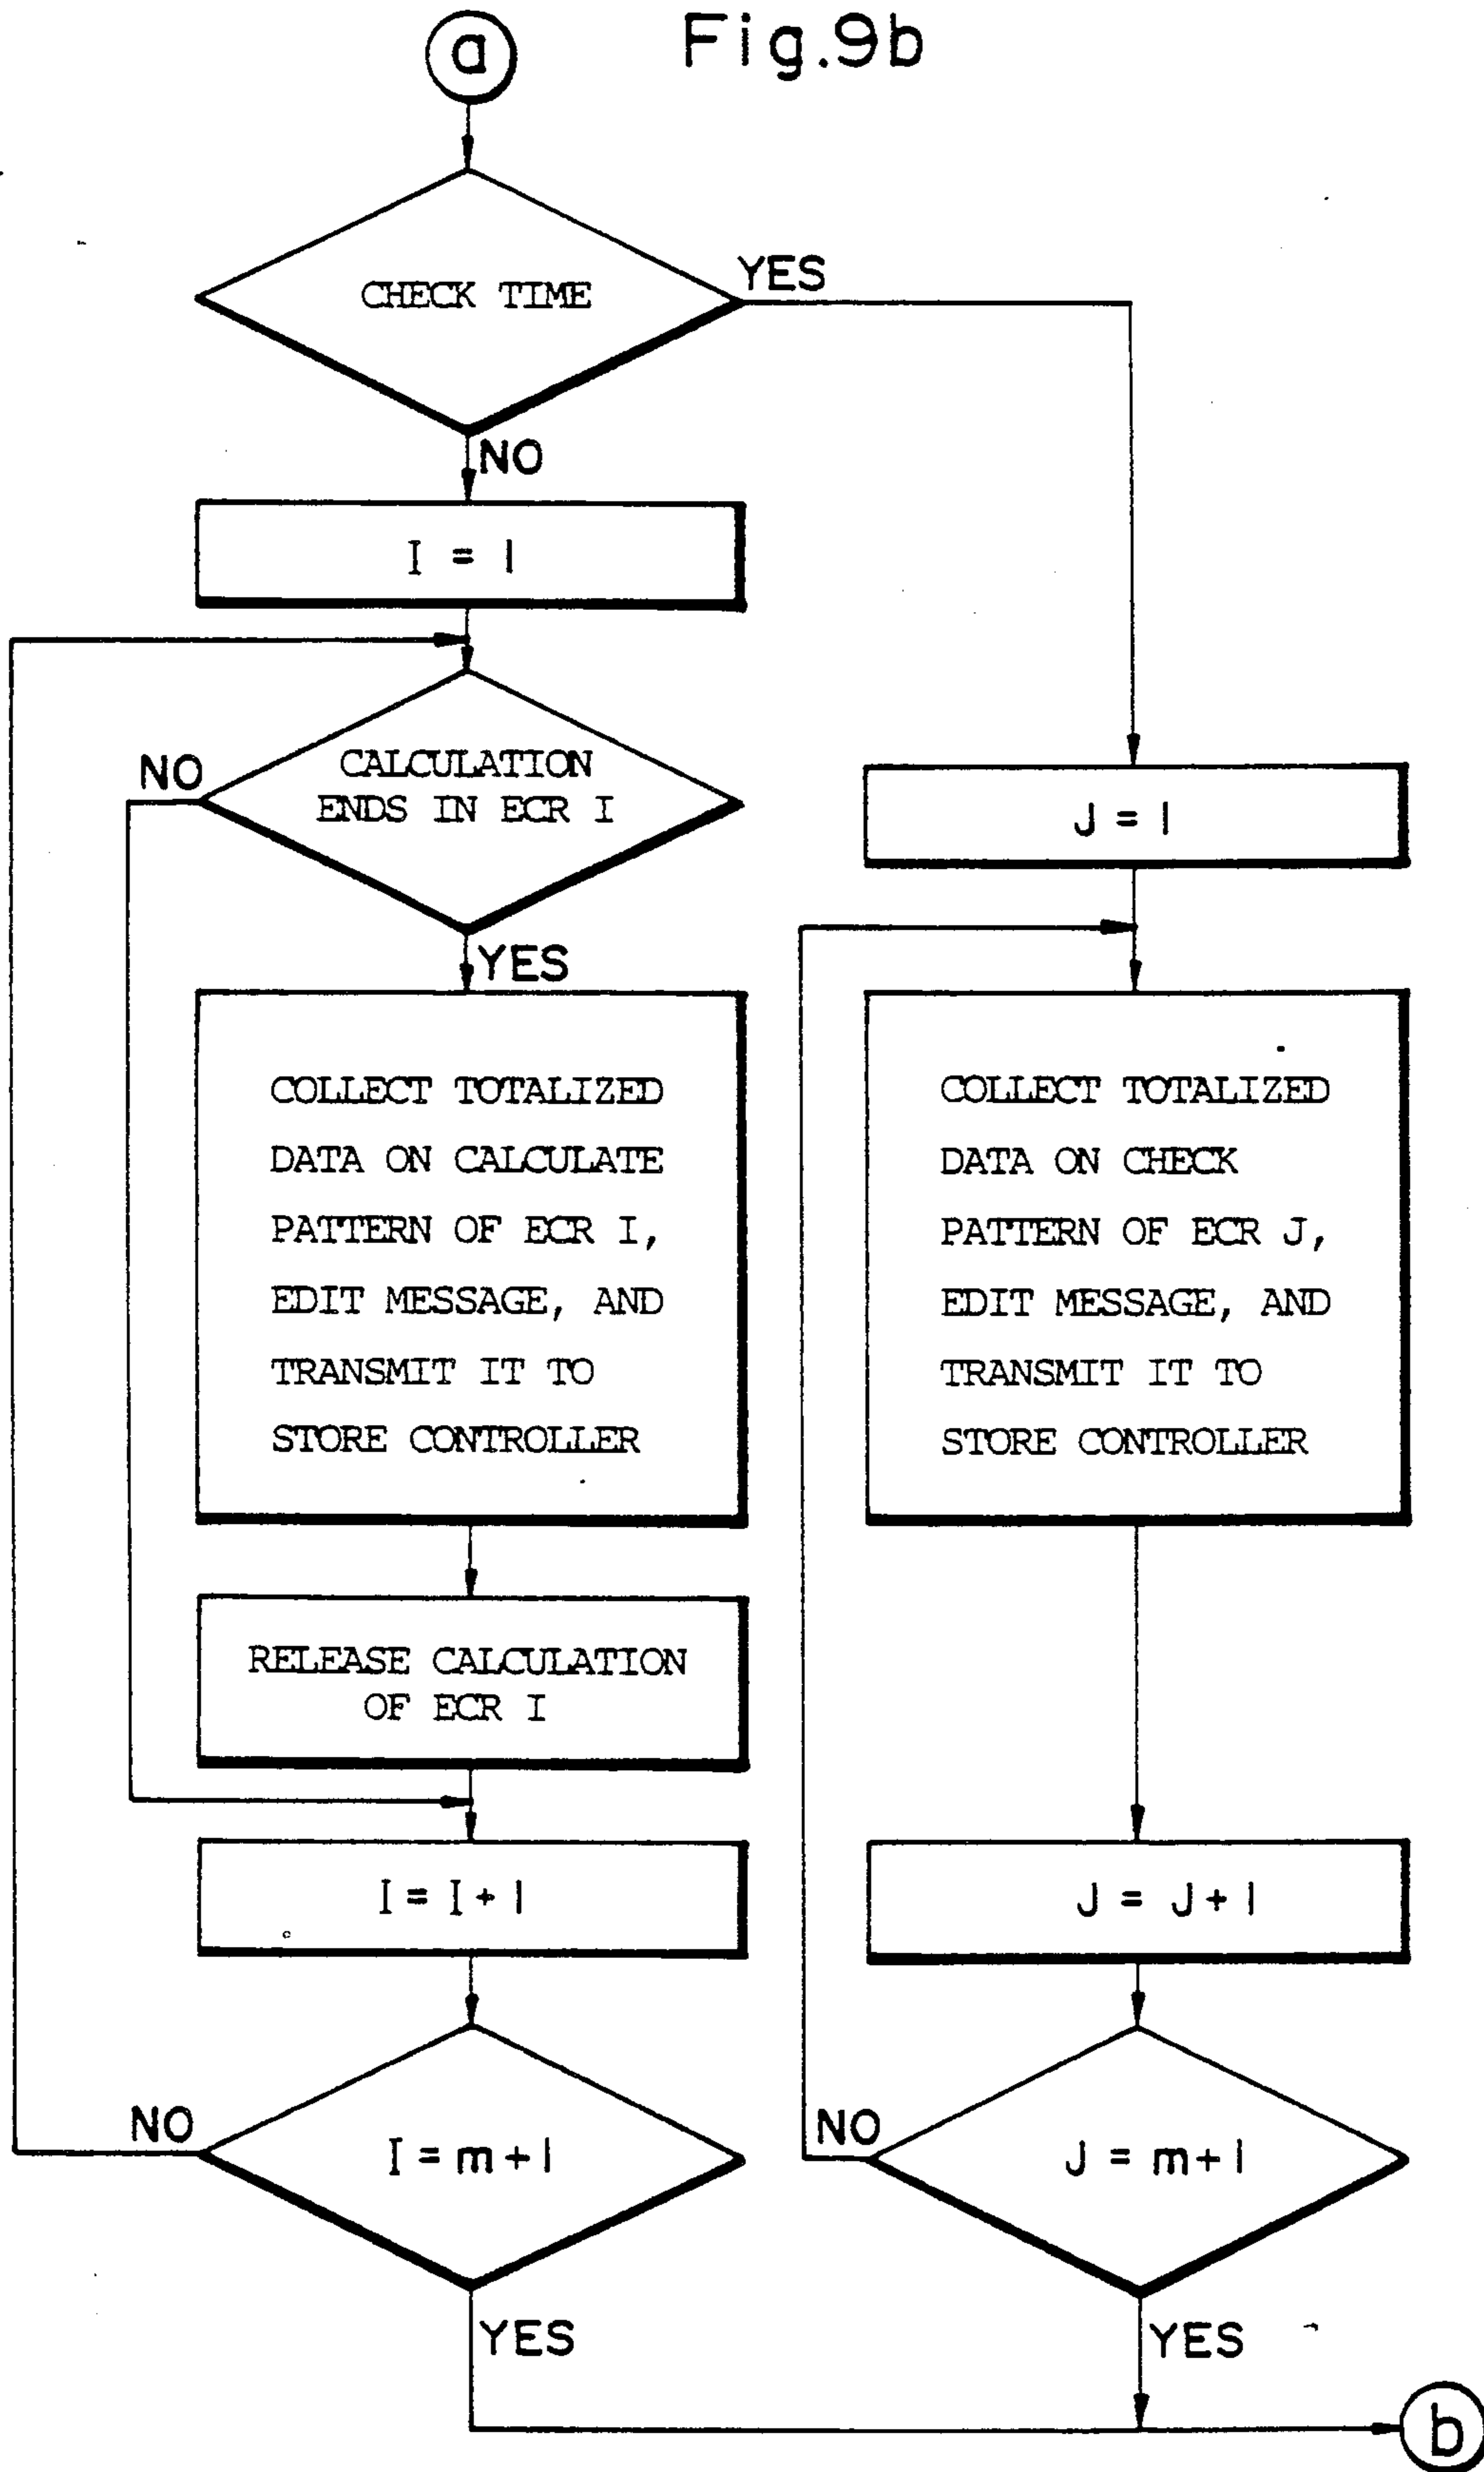 Fig.9b
a
CHECK TIME
YES
NO
I = 1
CALCULATION
ENDS IN ECR I
NO
YES
COLLECT TOTALIZED
DATA ON CALCULATE
PATTERN OF ECR I,
EDIT MESSAGE, AND
TRANSMIT IT TO
STORE CONTROLLER
RELEASE CALCULATION
OF ECR I
I = I + 1
I = m + 1
NO
YES
J = 1
COLLECT TOTALIZED
DATA ON CHECK
PATTERN OF ECR J,
EDIT MESSAGE, AND
TRANSMIT IT TO
STORE CONTROLLER
J = J + 1
J = m + 1
NO
YES
b